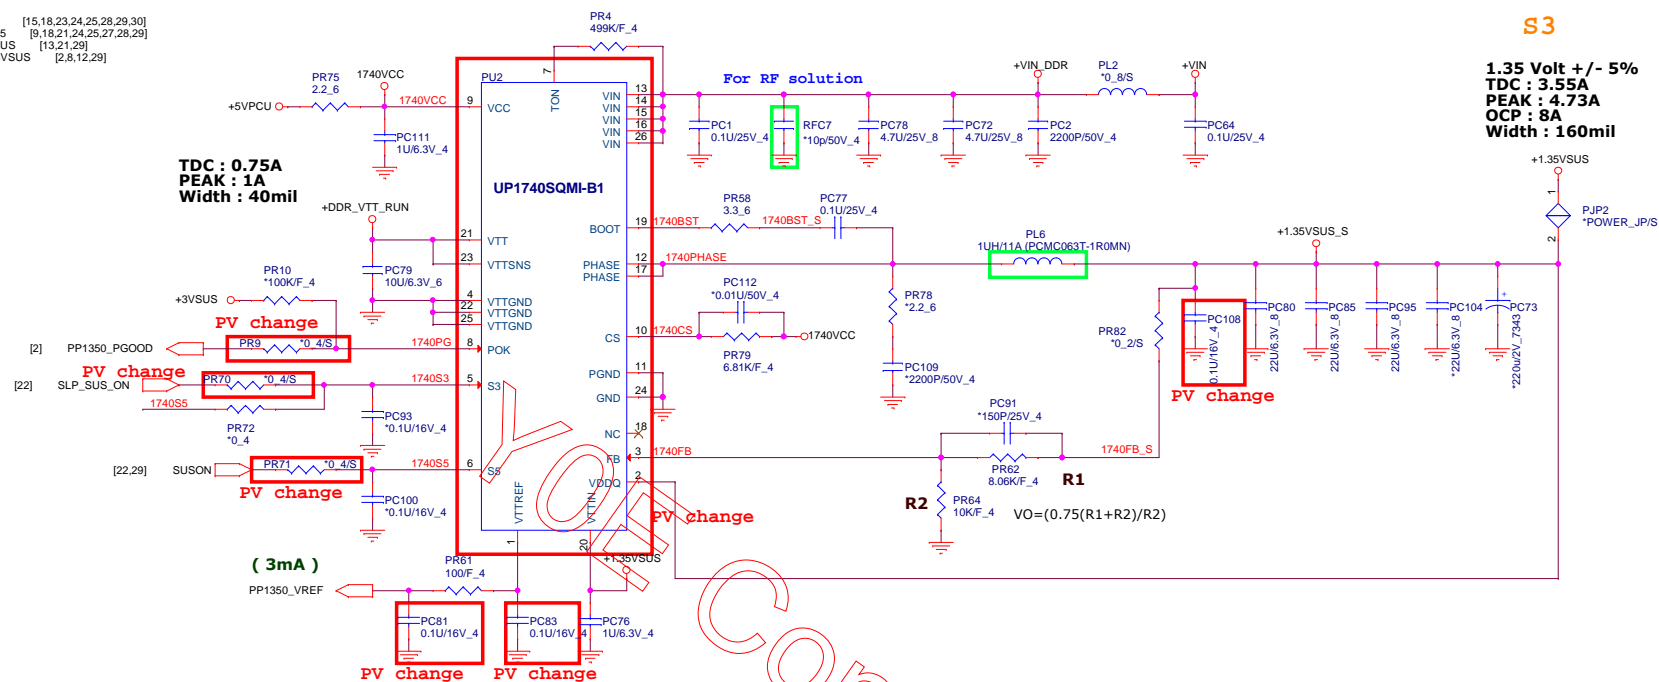 [15,18,23,24,25,28,29,30]
5 [9,18,21,24,25,27,28,29]
US [13,21,29]
VSUS [2,8,12,29]
S3
1.35 Volt +/- 5%
TDC : 3.55A
PEAK : 4.73A
OCP : 8A
Width : 160mil
+1.35VSUS
1
PJP2
*POWER_JP/S
2
PR4
499K/F_4
For RF solution
+VIN_DDR
PL2
*0_8/S
+VIN
PC1
0.1U/25V_4
RFC7
*10p/50V_4
PC78
4.7U/25V_8
PC72
4.7U/25V_8
PC2
2200P/50V_4
PC64
0.1U/25V_4
PR75
2.2_6
1740VCC
+5VPCU
1740VCC
PC111
1U/6.3V_4
TDC : 0.75A
PEAK : 1A
Width : 40mil
+DDR_VTT_RUN
PC79
10U/6.3V_6
PR10
*100K/F_4
+3VSUS
PV change
PR9
*0_4/S
[2] PP1350_PGOOD
1740PG
PV change
PR70
*0_4/S
[22] SLP_SUS_ON
1740S3
1740S5
PR72
*0_4
PC93
*0.1U/16V_4
PR71
*0_4/S
[22,29] SUSON
1740S5
PV change
PC100
*0.1U/16V_4
PU2
UP1740SQMI-B1
7
TON
9
VCC
21
VTT
23
VTTSNS
4
VTTGND
22
VTTGND
25
VTTGND
8
POK
5
S3
6
S5
VTTREF
1
VTTIN
20
VIN
13
VIN
14
VIN
15
VIN
16
VIN
26
BOOT
19
PHASE
12
PHASE
17
CS
10
PGND
11
GND
24
NC
18
FB
3
VDDQ
2
PV change
1740BST
PR58
3.3_6
1740BST_S
PC77
0.1U/25V_4
1740PHASE
PL6
1UH/11A (PCMC063T-1R0MN)
+1.35VSUS_S
PC112
*0.01U/50V_4
1740CS
1740VCC
PR79
6.81K/F_4
PR78
*2.2_6
PC109
*2200P/50V_4
PR82
*0_2/S
PC108
0.1U/16V_4
PV change
PC80
22U/6.3V_8
PC85
22U/6.3V_8
PC95
22U/6.3V_8
PC104
*22U/6.3V_8
+
PC73
*220u/2V_7343
PC91
*150P/25V_4
1740FB
1740FB_S
PR62
8.06K/F_4
R1
R2
PR64
10K/F_4
VO=(0.75(R1+R2)/R2)
+1.35VSUS
( 3mA )
PR61
100/F_4
PP1350_VREF
PC81
0.1U/16V_4
PC83
0.1U/16V_4
PC76
1U/6.3V_4
PV change
PV change